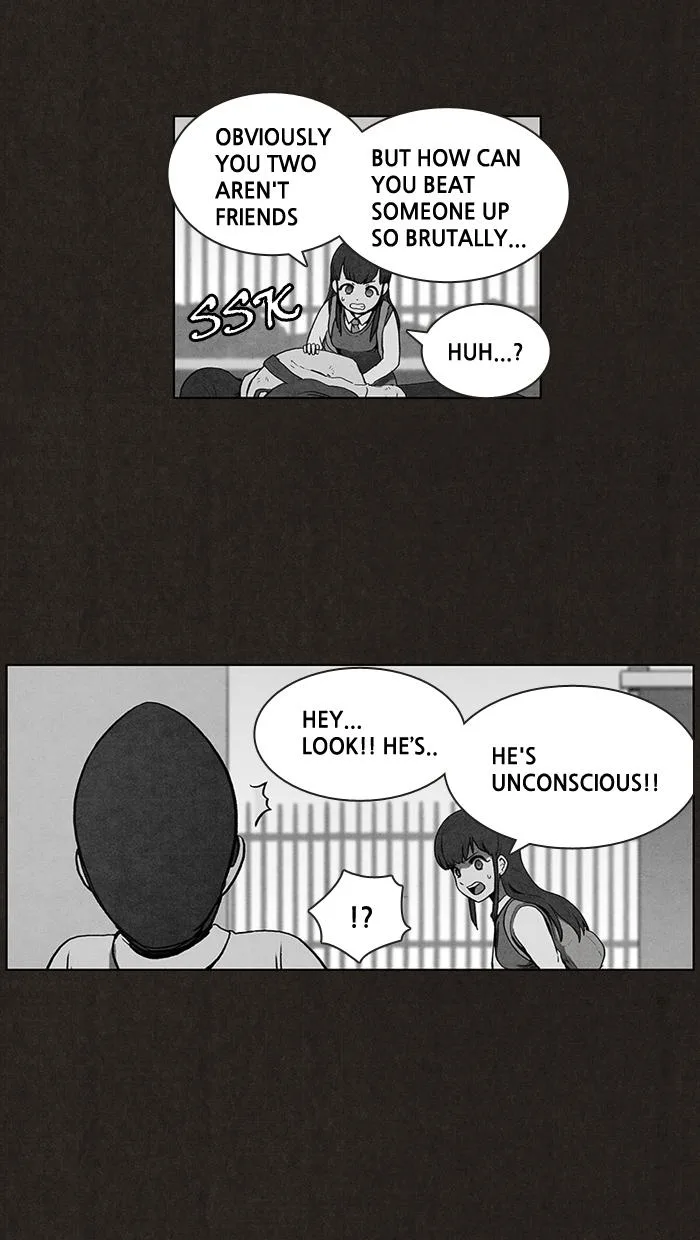 OBVIOUSLY
YOU TWO
AREN'T
FRIENDS
BUT HOW CAN
YOU BEAT
SOMEONE UP
SO BRUTALLY...
SSK
HUH...?
HEY...
LOOK!! HE'S..
HE'S
UNCONSCIOUS!!
!?